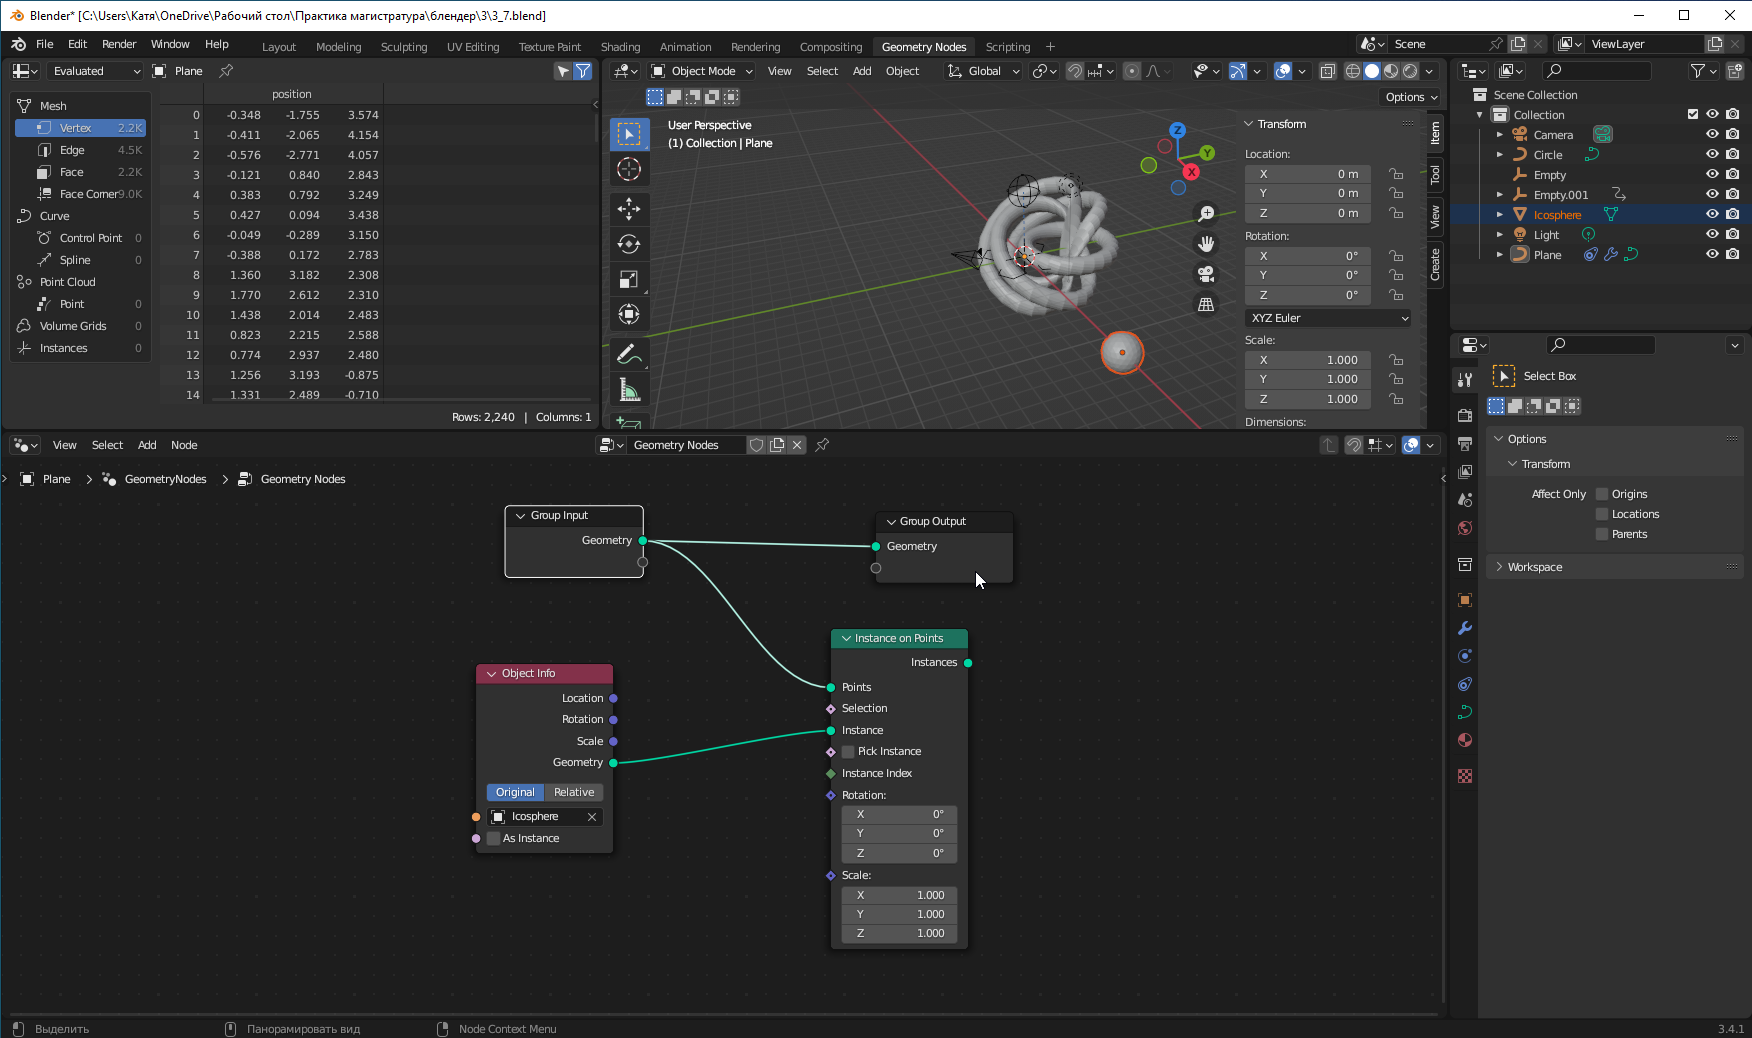 Blender* [C:\Users\Катя\OneDrive\Рабочий стол\Практика магистратура\блендер\3\3_7.blend]
File Edit Render Window Help Layout Modeling Sculpting UV Editing Texture Paint Shading Animation Rendering Compositing Geometry Nodes Scripting + Scene ViewLayer
Evaluated Plane
position
Mesh
Vertex 2.2K
Edge 4.5K
Face 2.2K
Face Corner 9.0K
Curve
Control Point 0
Spline 0
Point Cloud
Point 0
Volume Grids 0
Instances 0
0 -0.348 -1.755 3.574
1 -0.411 -2.065 4.154
2 -0.576 -2.771 4.057
3 -0.121 0.840 2.843
4 0.383 0.792 3.249
5 0.427 0.094 3.438
6 -0.049 -0.289 3.150
7 -0.388 0.172 2.783
8 1.360 3.182 2.308
9 1.770 2.612 2.310
10 1.438 2.014 2.483
11 0.823 2.215 2.588
12 0.774 2.937 2.480
13 1.256 3.193 -0.875
14 1.331 2.489 -0.710
Rows: 2,240 | Columns: 1
Object Mode View Select Add Object Global
Options
User Perspective
(1) Collection | Plane
Z
Y
X
Transform
Location:
X 0 m
Y 0 m
Z 0 m
Rotation:
X 0°
Y 0°
Z 0°
XYZ Euler
Scale:
X 1.000
Y 1.000
Z 1.000
Dimensions:
Item
Tool
View
Create
Scene Collection
Collection
Camera
Circle
Empty
Empty.001
Icosphere
Light
Plane
Select Box
Options
Transform
Affect Only Origins
Locations
Parents
Workspace
View Select Add Node Geometry Nodes
Plane GeometryNodes Geometry Nodes
Group Input
Geometry
Group Output
Geometry
Object Info
Location
Rotation
Scale
Geometry
Original Relative
Icosphere
As Instance
Instance on Points
Instances
Points
Selection
Instance
Pick Instance
Instance Index
Rotation:
X 0°
Y 0°
Z 0°
Scale:
X 1.000
Y 1.000
Z 1.000
Выделить Панорамировать вид Node Context Menu 3.4.1